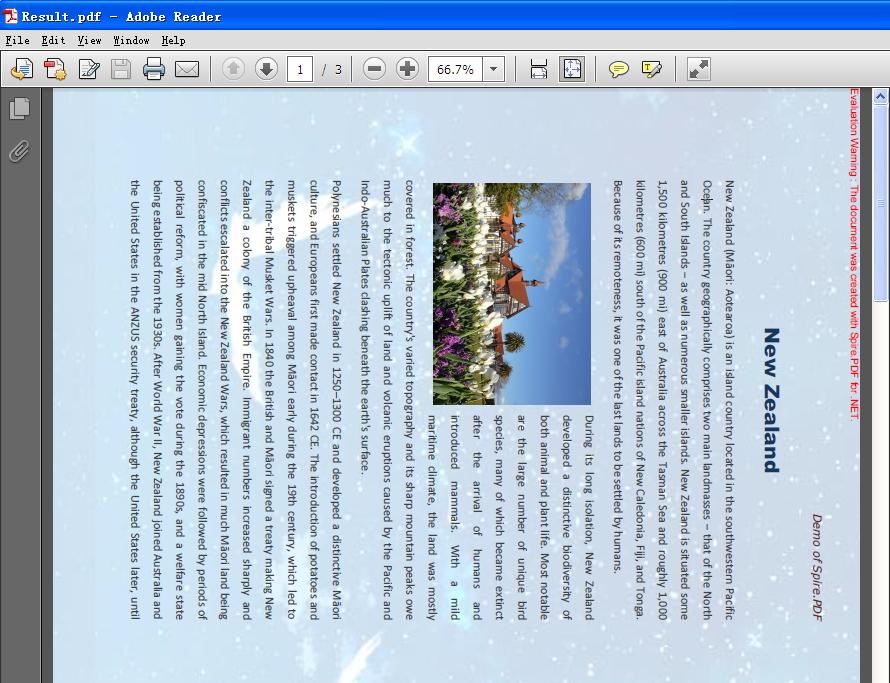 Result.pdf - Adobe Reader
File Edit View Window Help
1 / 3 66.7%
Evaluation Warning : The document was created with Spire.PDF for .NET.
Demo of Spire.PDF
New Zealand
New Zealand (Māori: Aotearoa) is an island country located in the southwestern Pacific
Ocean. The country geographically comprises two main landmasses – that of the North
and South Islands – as well as numerous smaller islands. New Zealand is situated some
1,500 kilometres (900 mi) east of Australia across the Tasman Sea and roughly 1,000
kilometres (600 mi) south of the Pacific island nations of New Caledonia, Fiji, and Tonga.
Because of its remoteness, it was one of the last lands to be settled by humans.
During its long isolation, New Zealand
developed a distinctive biodiversity of
both animal and plant life. Most notable
are the large number of unique bird
species, many of which became extinct
after the arrival of humans and
introduced mammals. With a mild
maritime climate, the land was mostly
covered in forest. The country's varied topography and its sharp mountain peaks owe
much to the tectonic uplift of land and volcanic eruptions caused by the Pacific and
Indo-Australian Plates clashing beneath the earth's surface.
Polynesians settled New Zealand in 1250–1300 CE and developed a distinctive Māori
culture, and Europeans first made contact in 1642 CE. The introduction of potatoes and
muskets triggered upheaval among Māori early during the 19th century, which led to
the inter-tribal Musket Wars. In 1840 the British and Māori signed a treaty making New
Zealand a colony of the British Empire. Immigrant numbers increased sharply and
conflicts escalated into the New Zealand Wars, which resulted in much Māori land being
confiscated in the mid North Island. Economic depressions were followed by periods of
political reform, with women gaining the vote during the 1890s, and a welfare state
being established from the 1930s. After World War II, New Zealand joined Australia and
the United States in the ANZUS security treaty, although the United States later, until